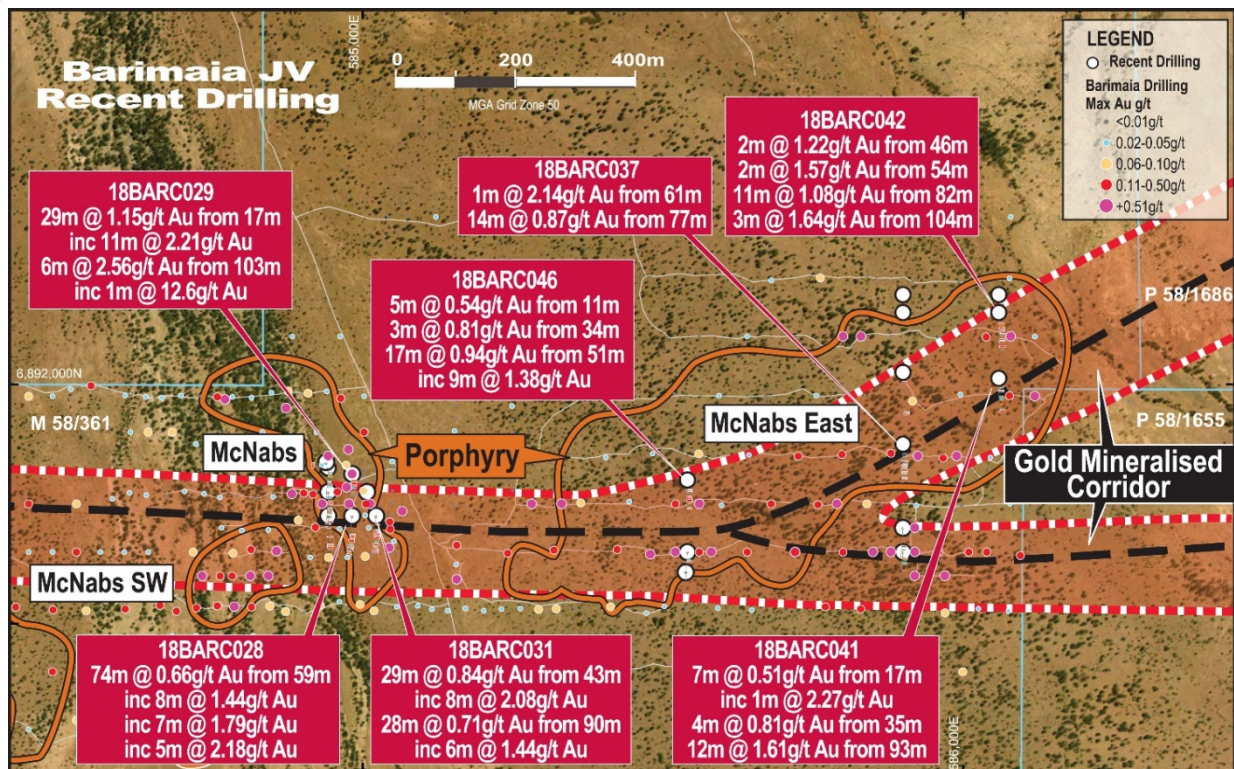 Barimaia JV
Recent Drilling
585,000E
0 200 400m
MGA Grid Zone 50
LEGEND
Recent Drilling
Barimaia Drilling
Max Au g/t
<0.01g/t
0.02-0.05g/t
0.06-0.10g/t
0.11-0.50g/t
+0.51g/t
18BARC042
2m @ 1.22g/t Au from 46m
2m @ 1.57g/t Au from 54m
11m @ 1.08g/t Au from 82m
3m @ 1.64g/t Au from 104m
18BARC037
1m @ 2.14g/t Au from 61m
14m @ 0.87g/t Au from 77m
18BARC029
29m @ 1.15g/t Au from 17m
inc 11m @ 2.21g/t Au
6m @ 2.56g/t Au from 103m
inc 1m @ 12.6g/t Au
18BARC046
5m @ 0.54g/t Au from 11m
3m @ 0.81g/t Au from 34m
17m @ 0.94g/t Au from 51m
inc 9m @ 1.38g/t Au
P 58/1686
6,892,000N
M 58/361
P 58/1655
McNabs
Porphyry
McNabs East
Gold Mineralised
Corridor
McNabs SW
18BARC028
74m @ 0.66g/t Au from 59m
inc 8m @ 1.44g/t Au
inc 7m @ 1.79g/t Au
inc 5m @ 2.18g/t Au
18BARC031
29m @ 0.84g/t Au from 43m
inc 8m @ 2.08g/t Au
28m @ 0.71g/t Au from 90m
inc 6m @ 1.44g/t Au
18BARC041
7m @ 0.51g/t Au from 17m
inc 1m @ 2.27g/t Au
4m @ 0.81g/t Au from 35m
12m @ 1.61g/t Au from 93m
586,000E